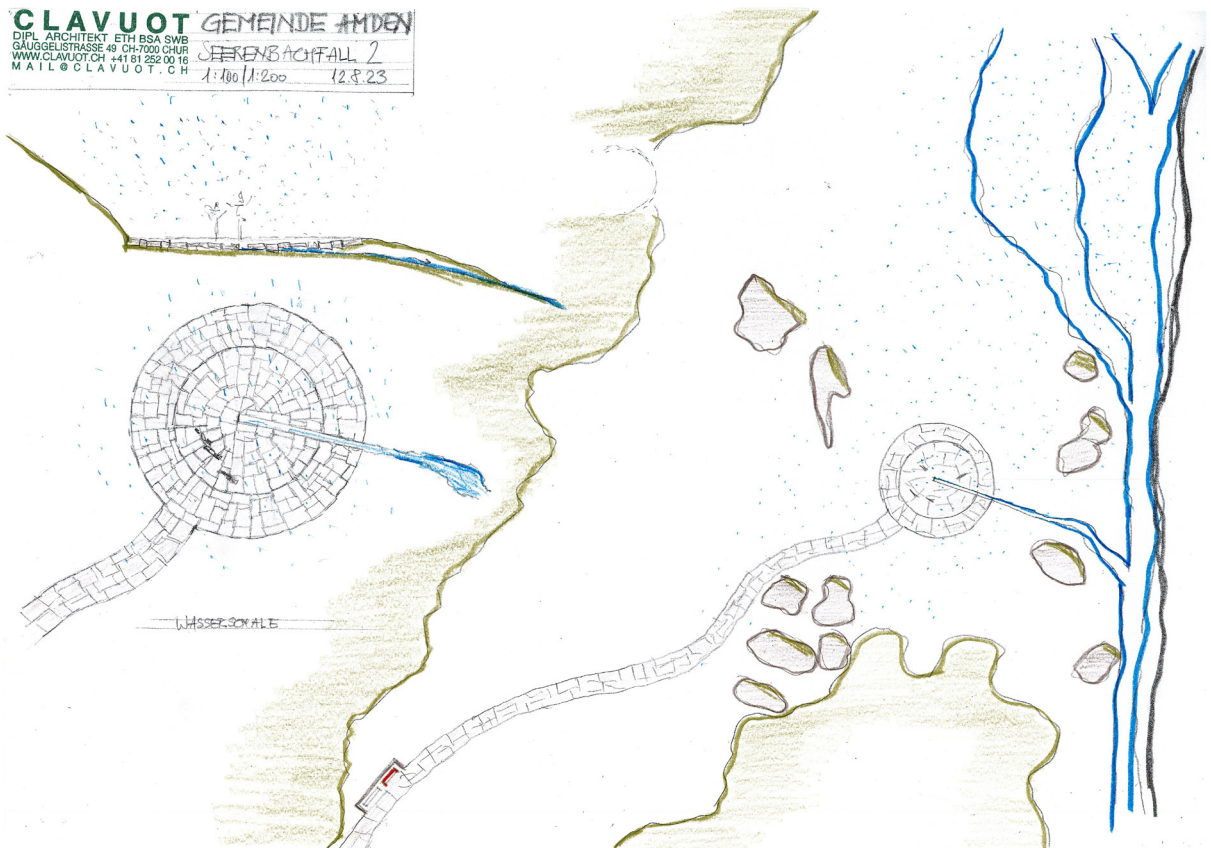 CLAVUOT
DIPL ARCHITEKT ETH BSA SWB
GÄUGGELISTRASSE 49 CH-7000 CHUR
WWW.CLAVUOT.CH +41 81 252 00 16
MAIL@CLAVUOT.CH
GEMEINDE AMDEN
SEERENBACHFALL 2
1:100/1:200 12.8.23
WASSERSCHALE